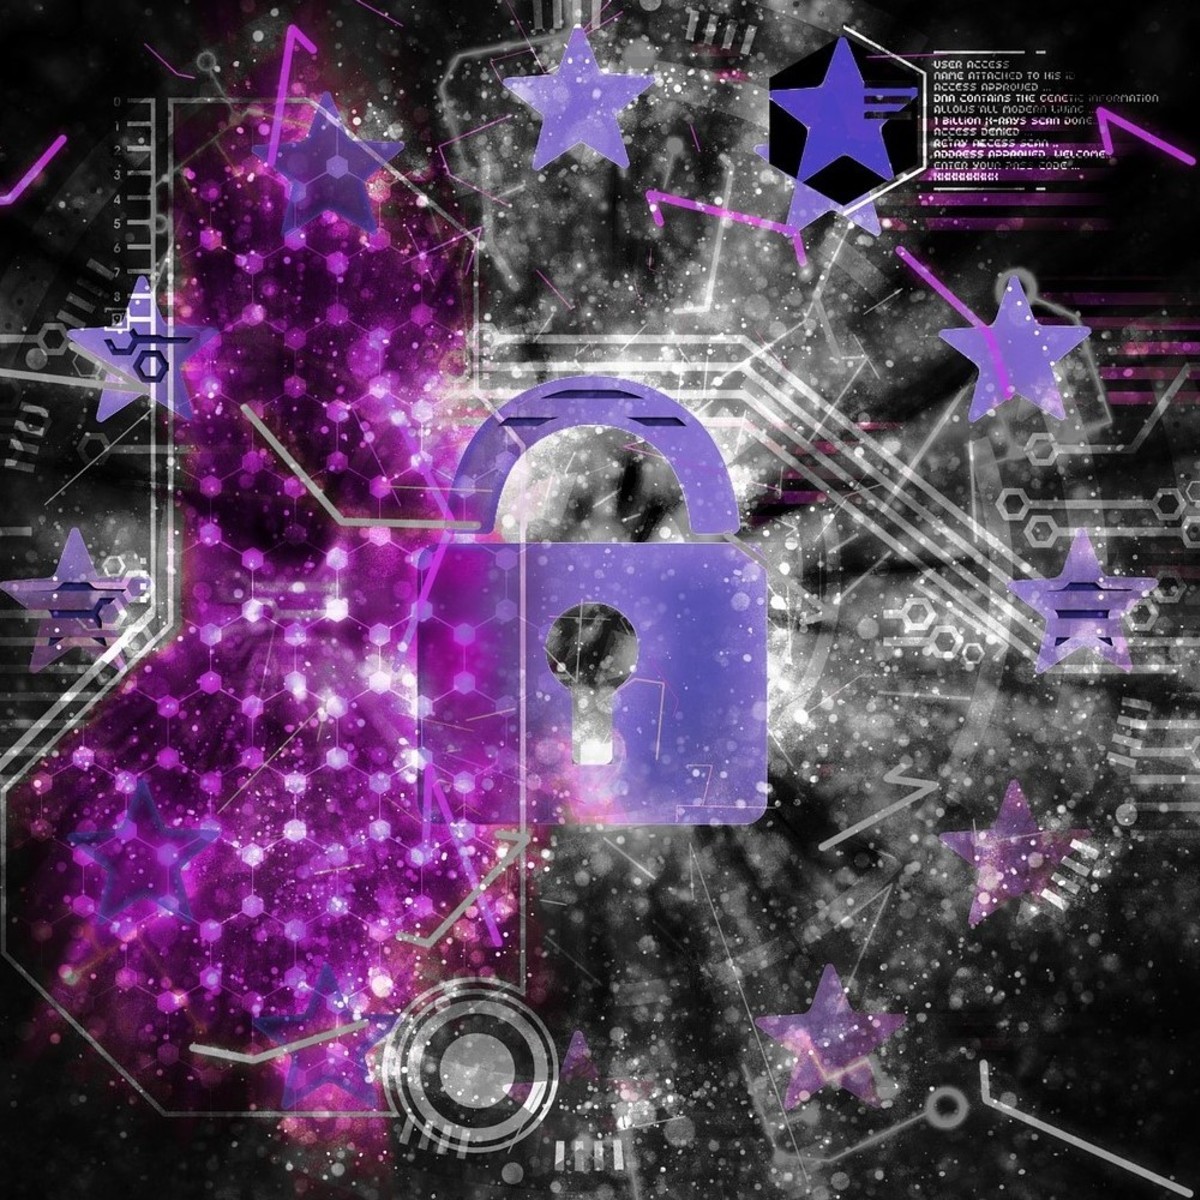 USER ACCESS
NAME ATTACHED TO HIS ID
ACCESS APPROVED ...
DNA CONTAINS THE GENETIC INFORMATION
ALLOWS ALL MODERN LIVING ...
1 BILLION X-RAYS SCAN DONE
ACCESS DENIED ...
RETAY ACCESS SCAN ..
ADDRESS APPROVED, WELCOME
ENTER YOUR PASS CODE"...
0
1
2
3
4
5
6
7
8
9